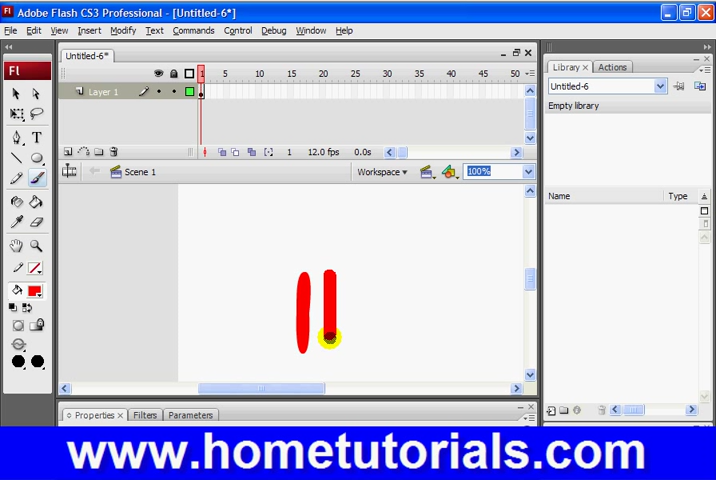 Fl Adobe Flash CS3 Professional - [Untitled-6*]
File Edit View Insert Modify Text Commands Control Debug Window Help
Untitled-6*
1 5 10 15 20 25 30 35 40 45 50
Layer 1
1 12.0 fps 0.0s
Scene 1 Workspace 100%
Properties Filters Parameters
Fl
T
Library Actions
Untitled-6
Empty library
Name Type
www.hometutorials.com